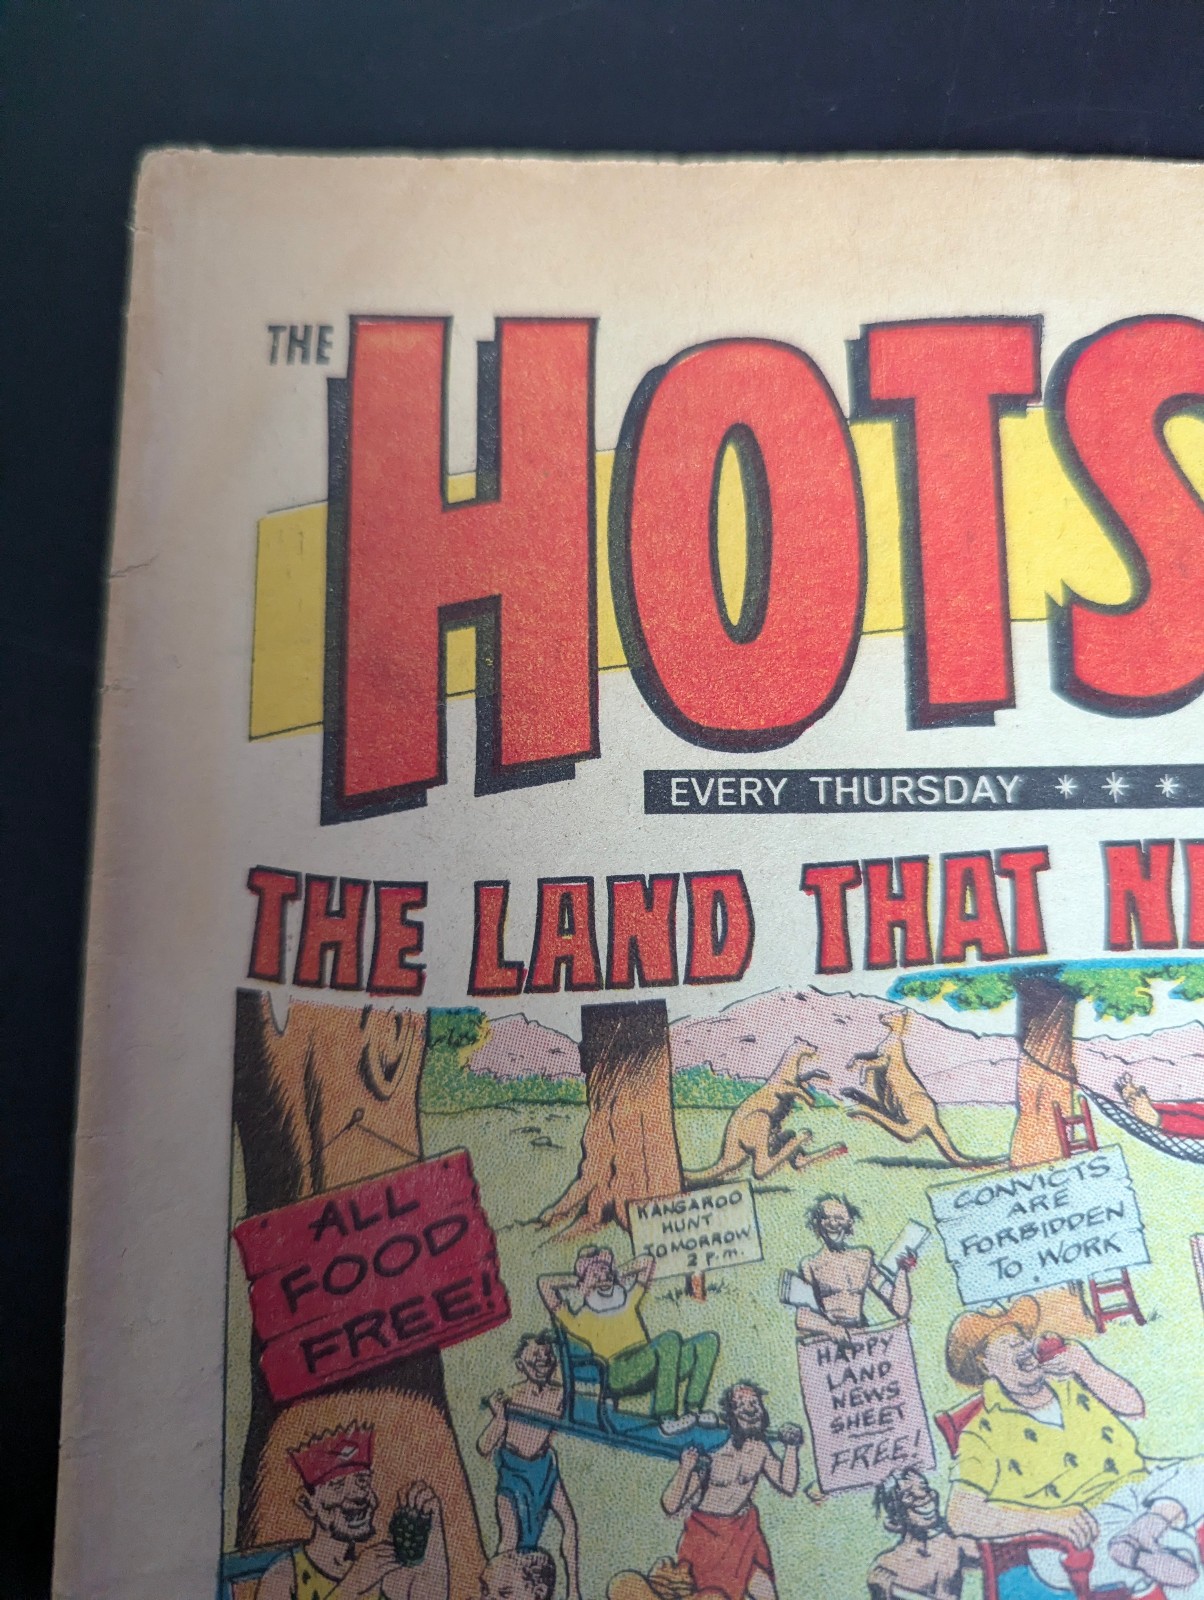 THE HOTS
EVERY THURSDAY * * *
THE LAND THAT
ALL
FOOD
FREE!
KANGAROO
HUNT
TOMORROW
2 P.M.
CONVICTS
ARE
FORBIDDEN
TO WORK
HAPPY
LAND
NEWS
SHEET
FREE!